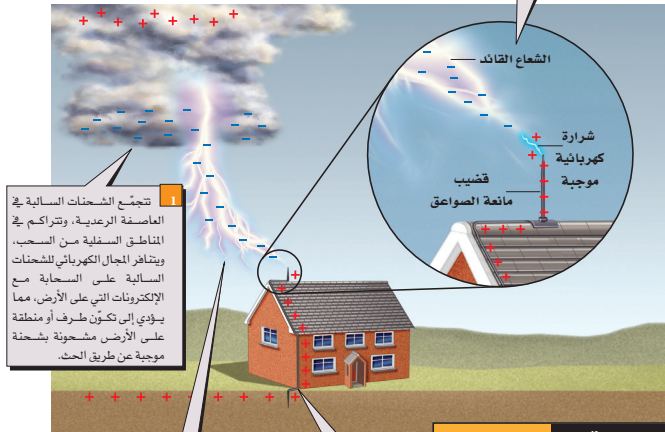 الشعاع القائد
شرارة
كهربائية
موجبة
قضيب
مانعة الصواعق
1 تتجمّع الشحنات السالبة في
العاصفة الرعدية، وتتراكم في
المناطق السفلية من السحب،
ويتنافر المجال الكهربائي للشحنات
السالبة على السحابة مع
الإلكترونات التي على الأرض، مما
يؤدي إلى تكوّن طرف أو منطقة
على الأرض مشحونة بشحنة
موجبة عن طريق الحث.